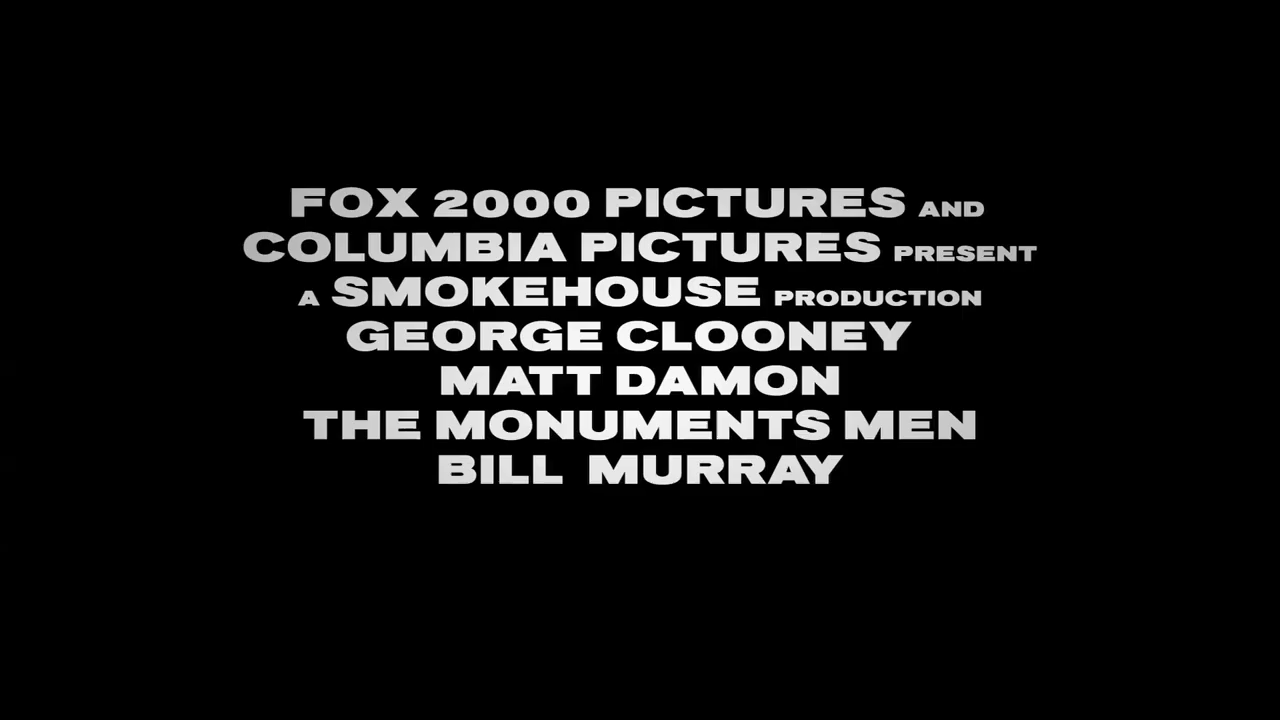 FOX 2000 PICTURES AND
COLUMBIA PICTURES PRESENT
A SMOKEHOUSE PRODUCTION
GEORGE CLOONEY
MATT DAMON
THE MONUMENTS MEN
BILL MURRAY